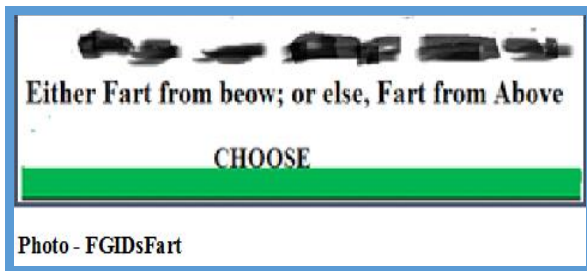 Either Fart from beow; or else, Fart from Above
CHOOSE
Photo - FGIDsFart